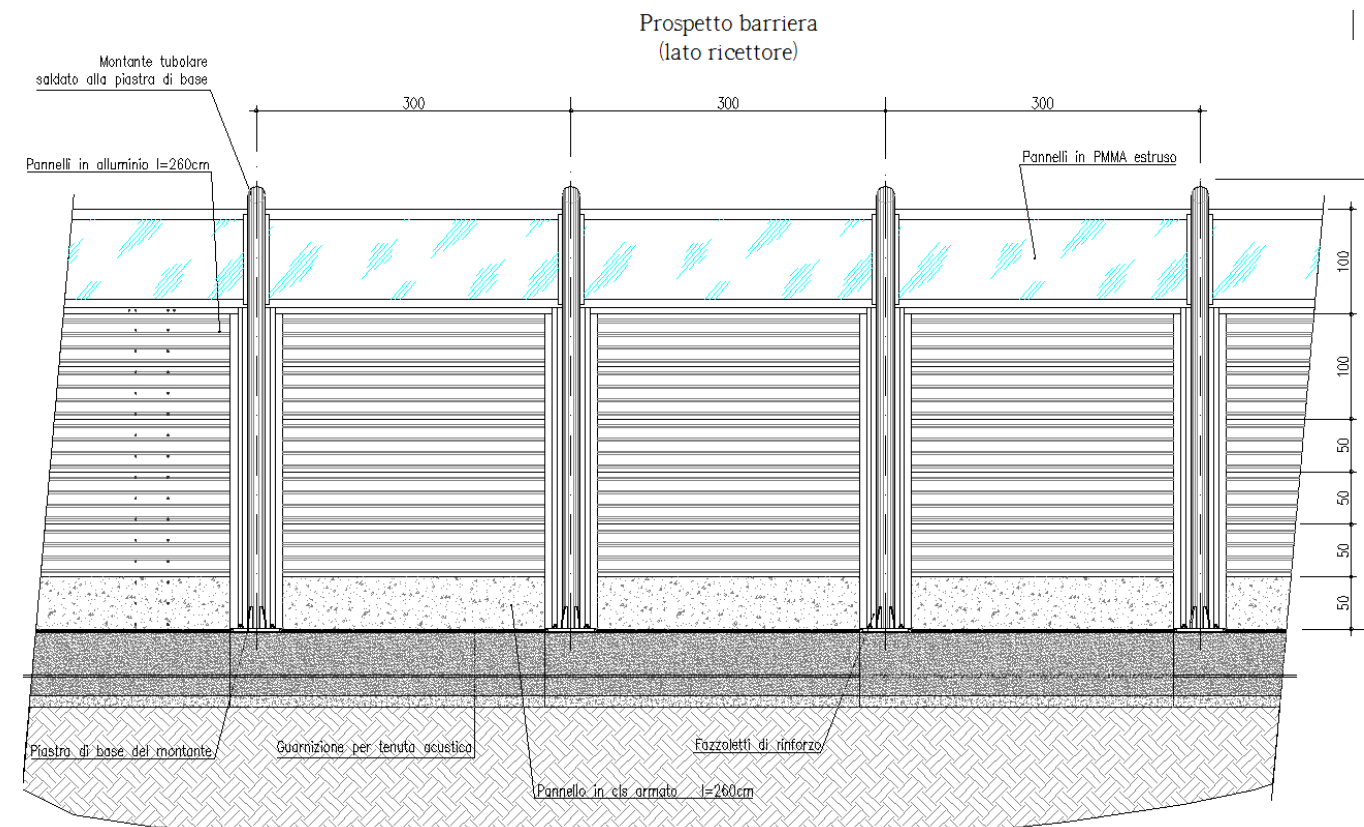 Prospetto barriera
(lato ricettore)
Montante tubolare
saldato alla piastra di base
300
300
300
Pannelli in alluminio l=260cm
Pannelli in PMMA estruso
100
100
50
50
50
50
Piastra di base del montante
Guarnizione per tenuta acustica
Fazzoletti di rinforzo
Pannello in cls armato l=260cm